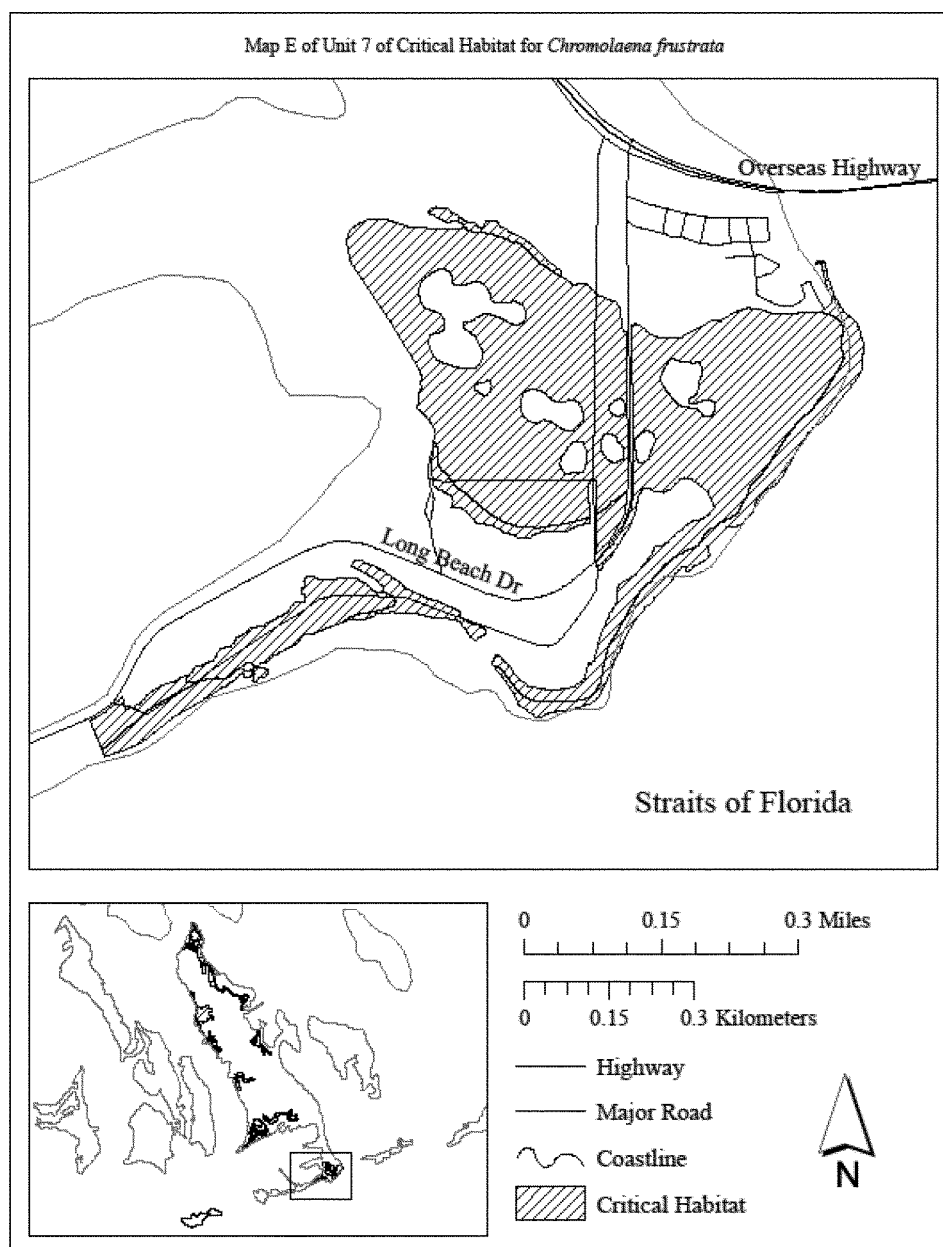 Map E of Unit 7 of Critical Habitat for Chromolaena frustrata
Overseas Highway
Long Beach Dr
Straits of Florida
0 0.15 0.3 Miles
0 0.15 0.3 Kilometers
Highway
Major Road
Coastline
Critical Habitat
N